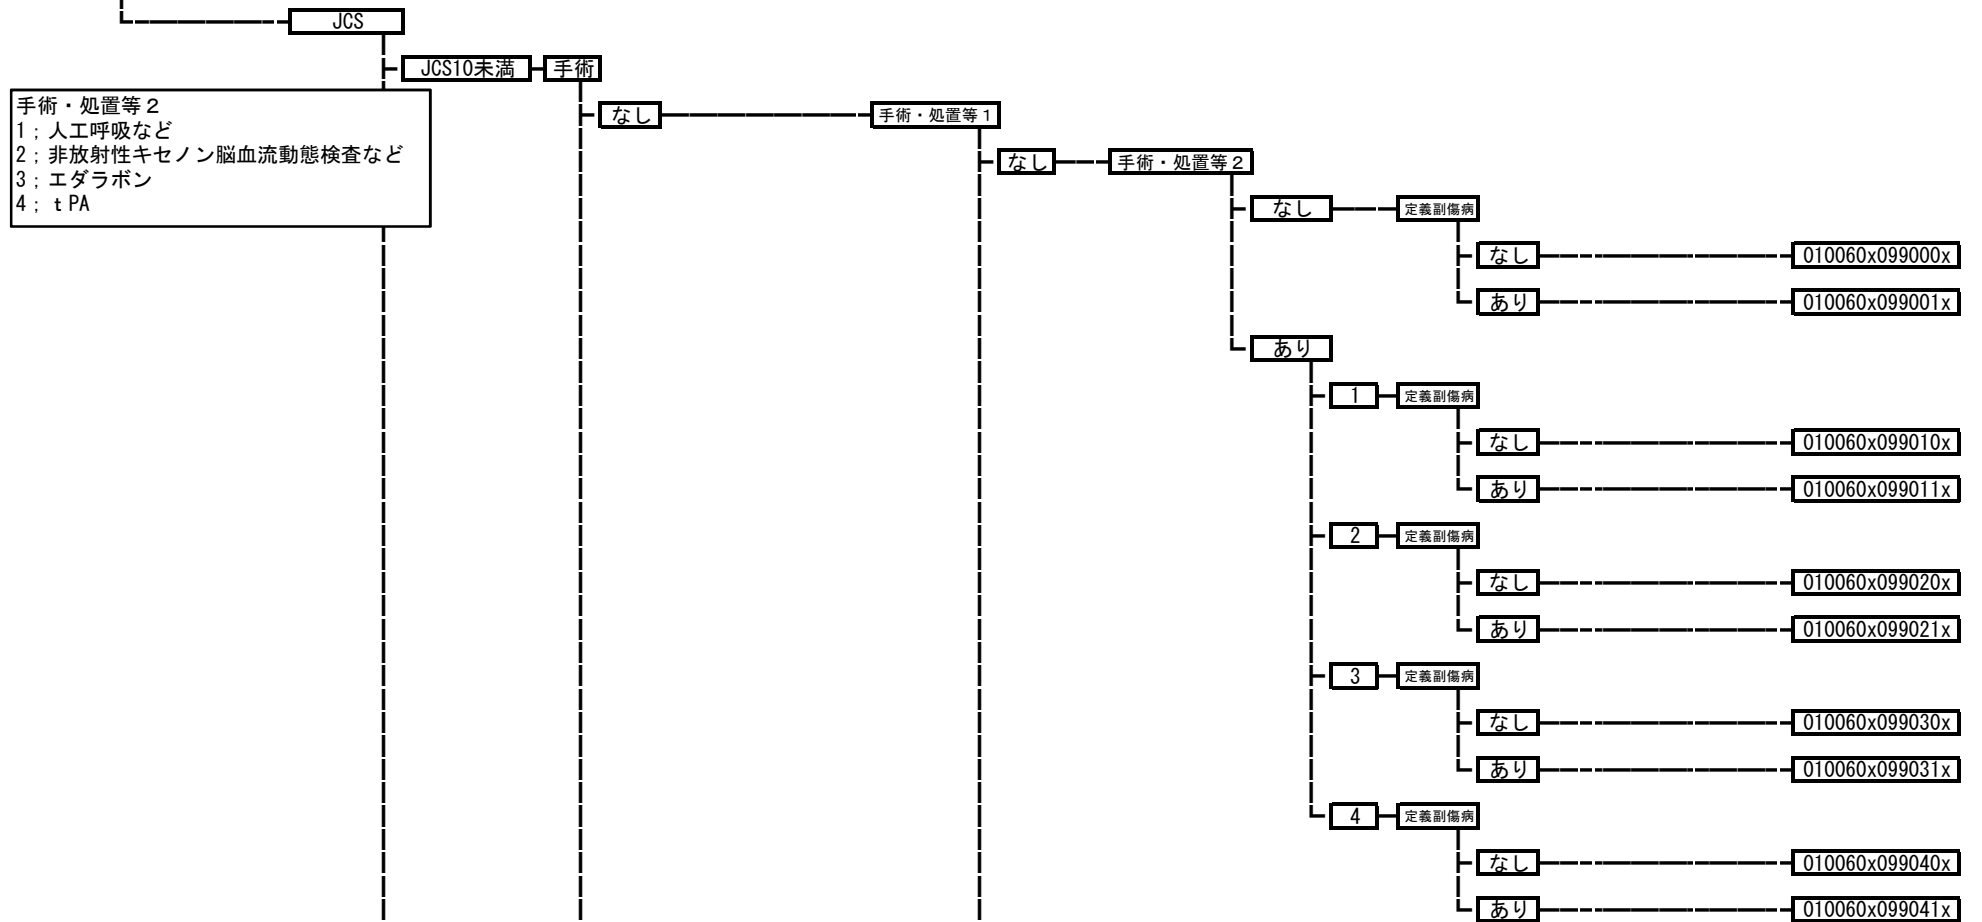 JCS
JCS10未満 手術
手術・処置等２
1；人工呼吸など
2；非放射性キセノン脳血流動態検査など
3；エダラボン
4；ｔPA
なし 手術・処置等１
なし 手術・処置等２
なし 定義副傷病
なし 010060x099000x
あり 010060x099001x
あり
1 定義副傷病
なし 010060x099010x
あり 010060x099011x
2 定義副傷病
なし 010060x099020x
あり 010060x099021x
3 定義副傷病
なし 010060x099030x
あり 010060x099031x
4 定義副傷病
なし 010060x099040x
あり 010060x099041x